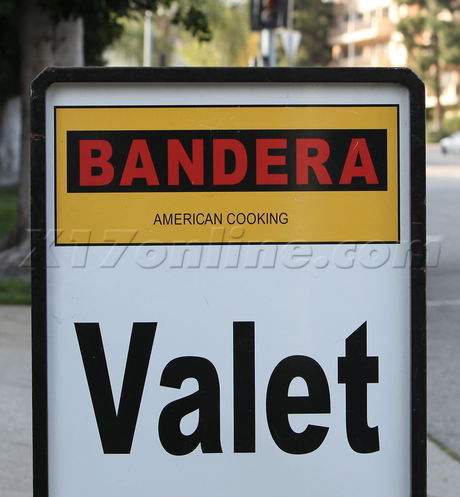 BANDERA
AMERICAN COOKING
X17online.com
Valet